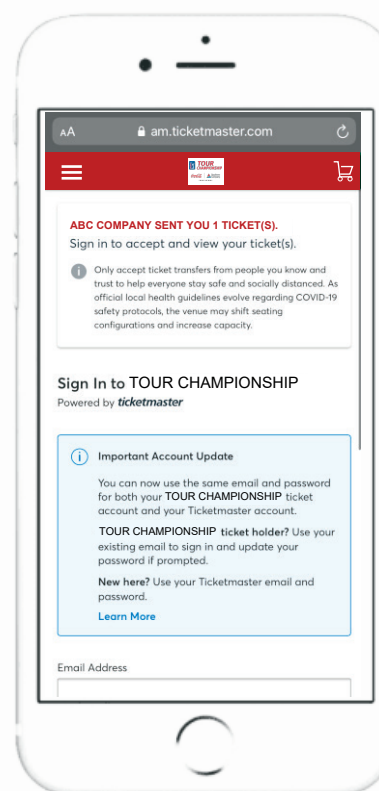 AA am.ticketmaster.com
TOUR
CHAMPIONSHIP
ABC COMPANY SENT YOU 1 TICKET(S).
Sign in to accept and view your ticket(s).
Only accept ticket transfers from people you know and
trust to help everyone stay safe and socially distanced. As
official local health guidelines evolve regarding COVID-19
safety protocols, the venue may shift seating
configurations and increase capacity.
Sign In to TOUR CHAMPIONSHIP
Powered by ticketmaster
Important Account Update
You can now use the same email and password
for both your TOUR CHAMPIONSHIP ticket
account and your Ticketmaster account.
TOUR CHAMPIONSHIP ticket holder? Use your
existing email to sign in and update your
password if prompted.
New here? Use your Ticketmaster email and
password.
Learn More
Email Address